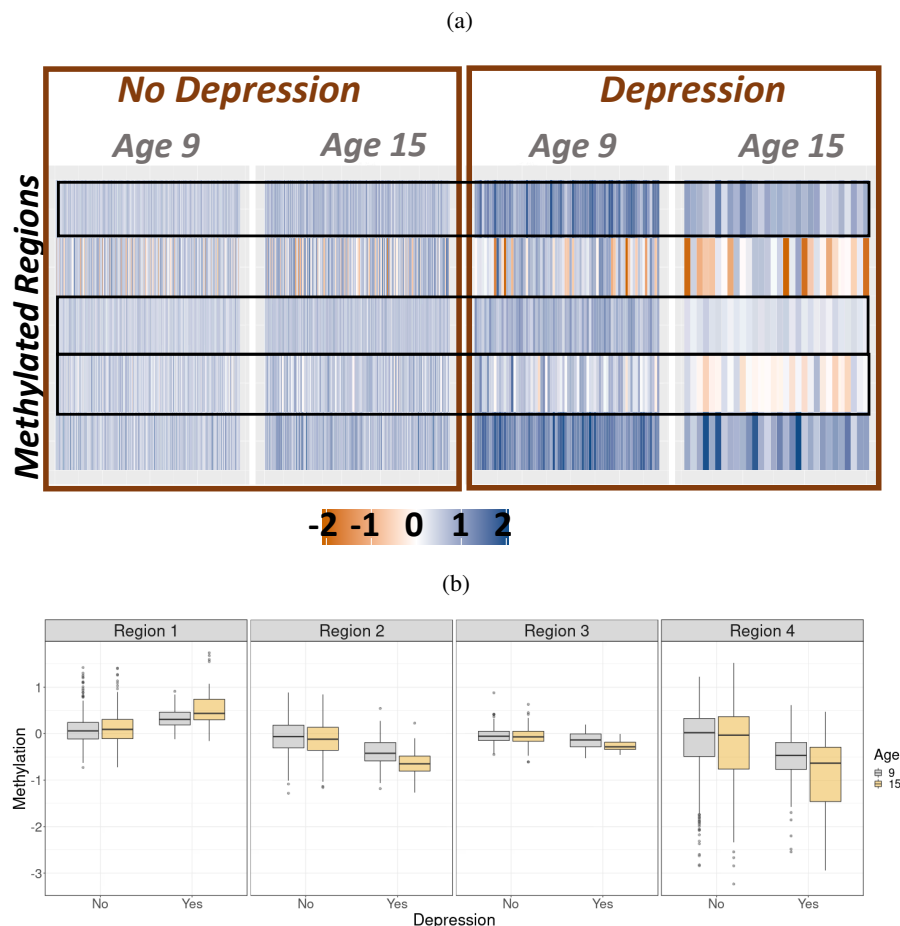 (a)
No Depression Depression
Age 9 Age 15 Age 9 Age 15
Methylated Regions
-2 -1 0 1 2
(b)
Region 1 Region 2 Region 3 Region 4
1
0
-1
-2
-3
Methylation
Age
9
15
No Yes No Yes No Yes No Yes
Depression